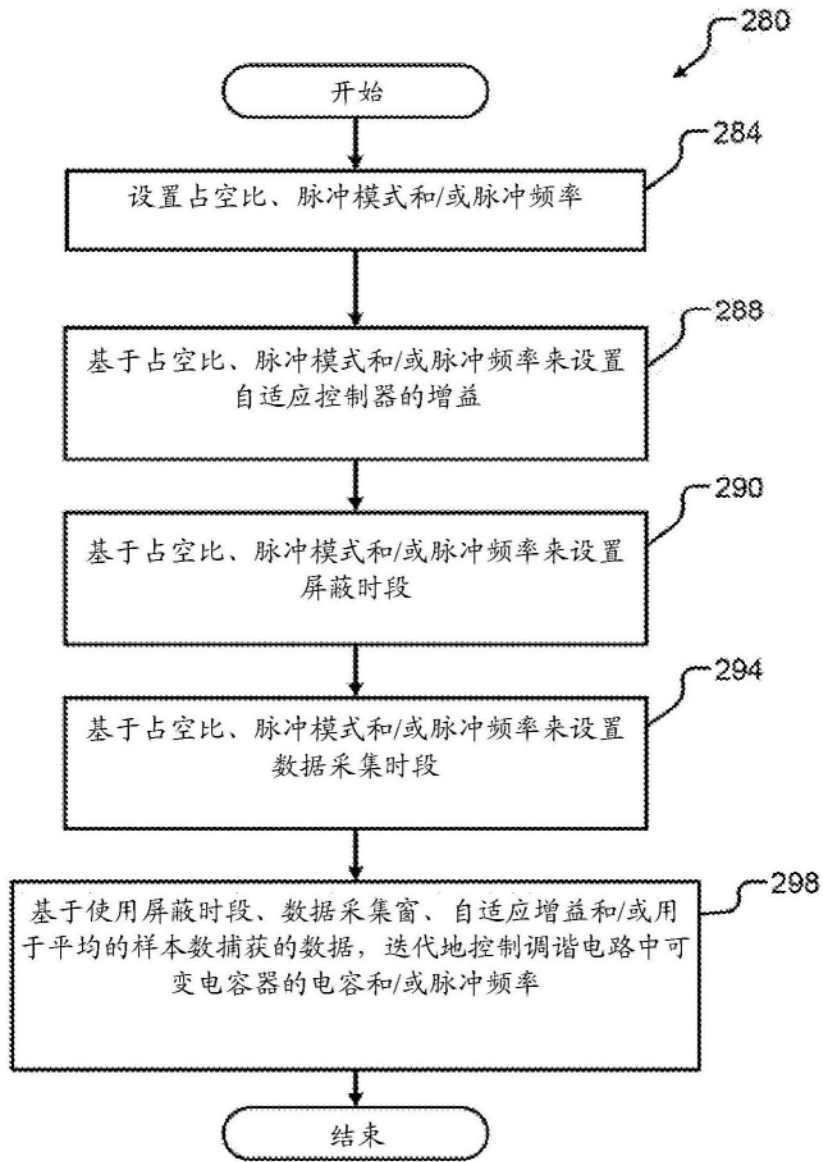 280
开始
284
设置占空比、脉冲模式和/或脉冲频率
288
基于占空比、脉冲模式和/或脉冲频率来设置
自适应控制器的增益
290
基于占空比、脉冲模式和/或脉冲频率来设置
屏蔽时段
294
基于占空比、脉冲模式和/或脉冲频率来设置
数据采集时段
298
基于使用屏蔽时段、数据采集窗、自适应增益和/或用
于平均的样本数捕获的数据，迭代地控制调谐电路中可
变电容器的电容和/或脉冲频率
结束